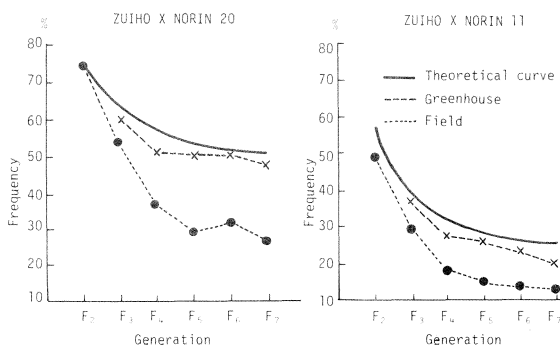 ZUIHO X NORIN 20
%
80
70
60
50
40
30
20
10
Frequency
F₂ F₃ F₄ F₅ F₆ F₇
Generation
ZUIHO X NORIN 11
%
80
70
60
50
40
30
20
10
Frequency
Theoretical curve
Greenhouse
Field
F₂ F₃ F₄ F₅ F₆ F₇
Generation